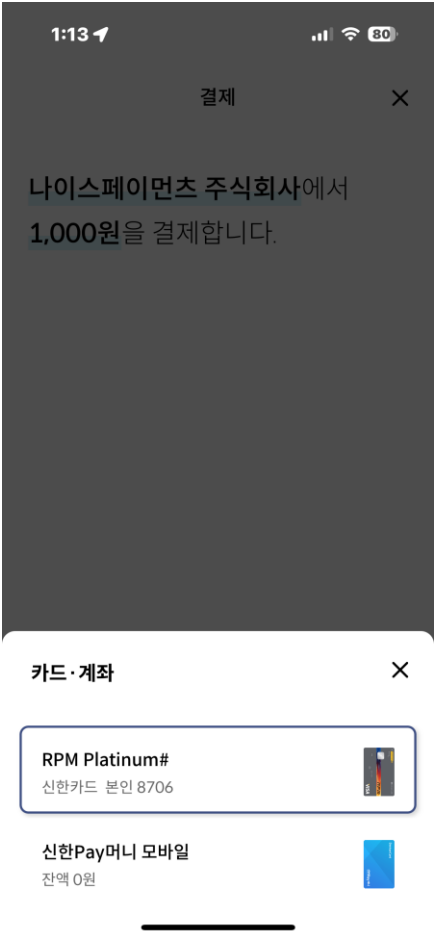 1:13
80
결제
나이스페이먼츠 주식회사에서
1,000원을 결제합니다.
카드·계좌
RPM Platinum#
신한카드 본인 8706
VISA
신한Pay머니 모바일
잔액 0원